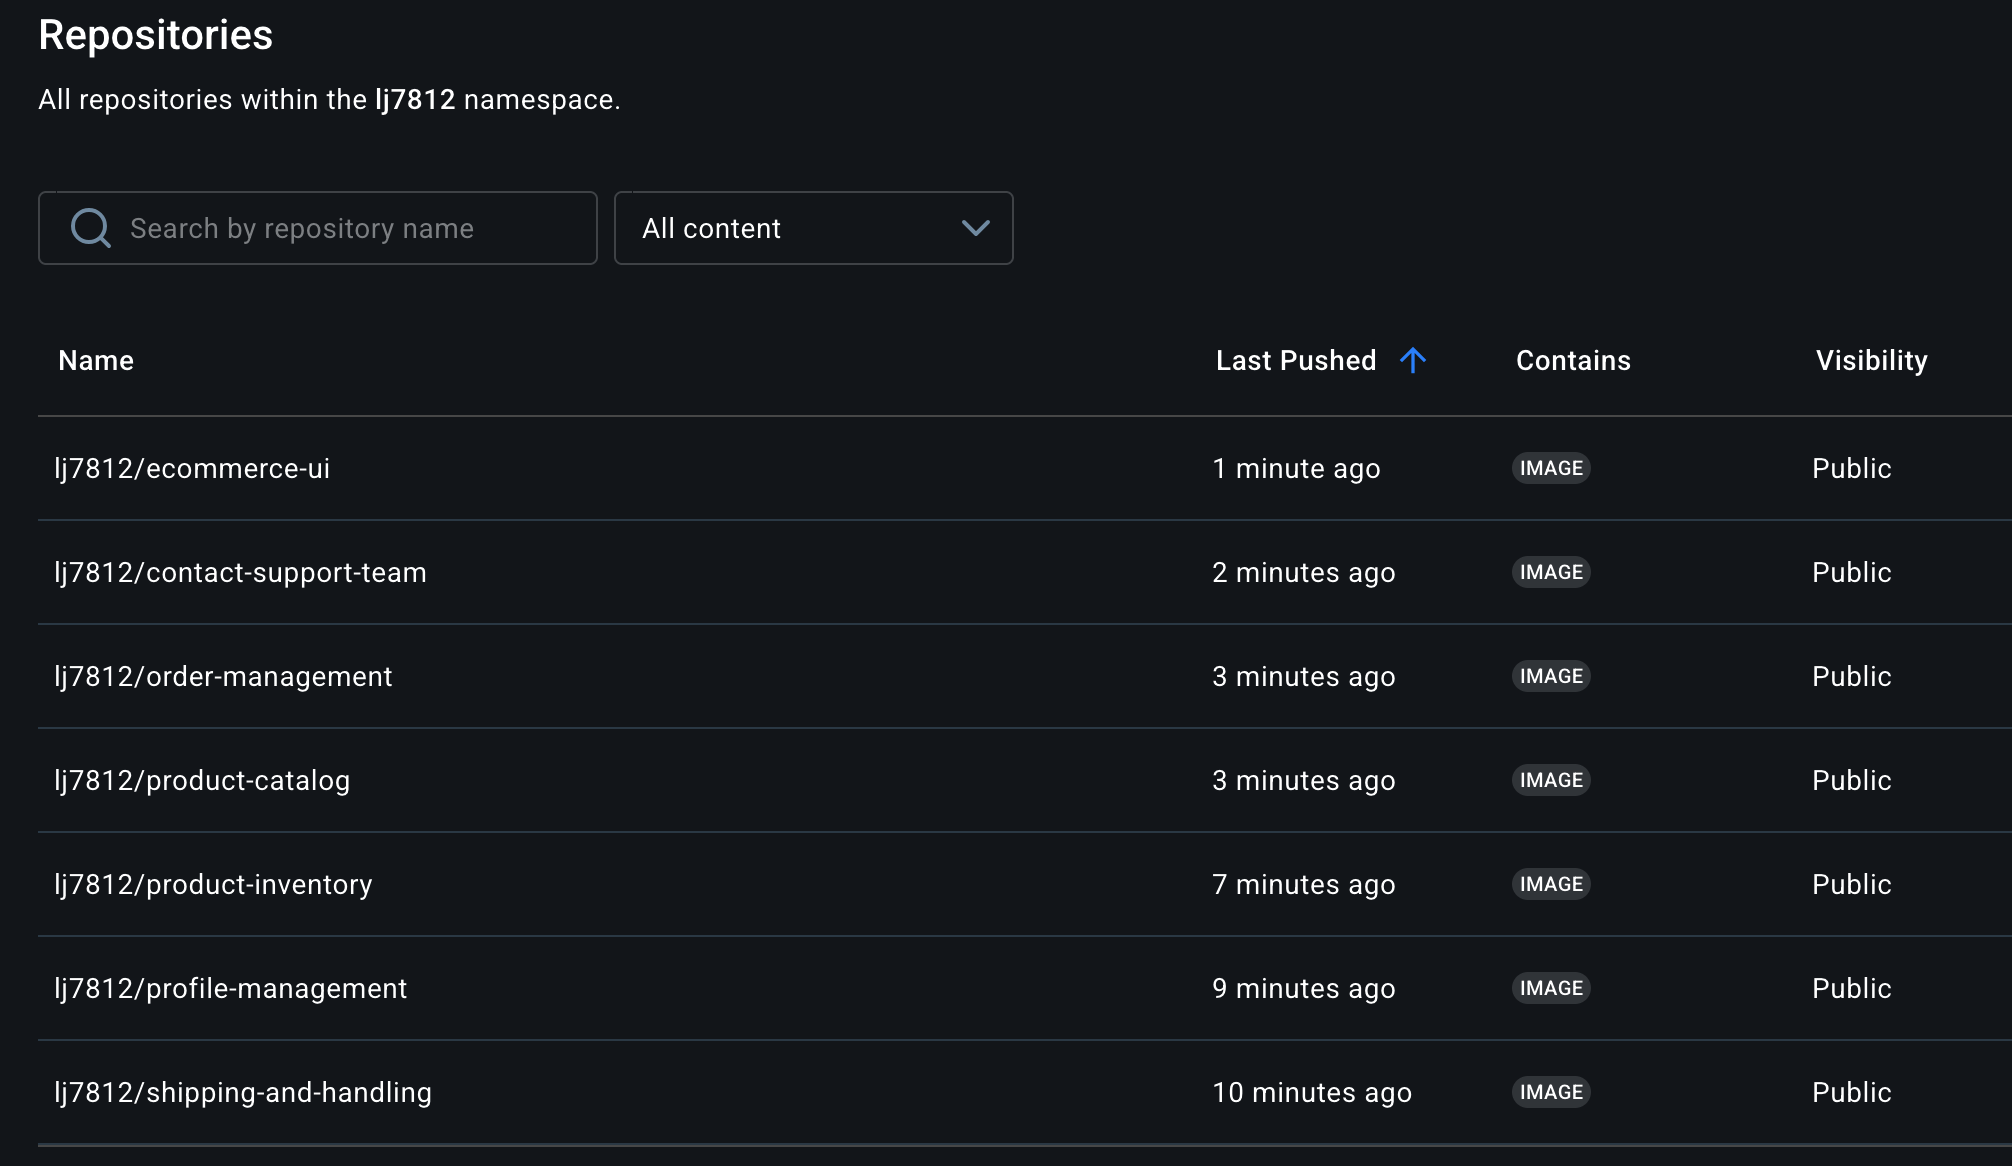 Repositories
All repositories within the lj7812 namespace.
Search by repository name
All content
Name Last Pushed Contains Visibility
lj7812/ecommerce-ui 1 minute ago IMAGE Public
lj7812/contact-support-team 2 minutes ago IMAGE Public
lj7812/order-management 3 minutes ago IMAGE Public
lj7812/product-catalog 3 minutes ago IMAGE Public
lj7812/product-inventory 7 minutes ago IMAGE Public
lj7812/profile-management 9 minutes ago IMAGE Public
lj7812/shipping-and-handling 10 minutes ago IMAGE Public